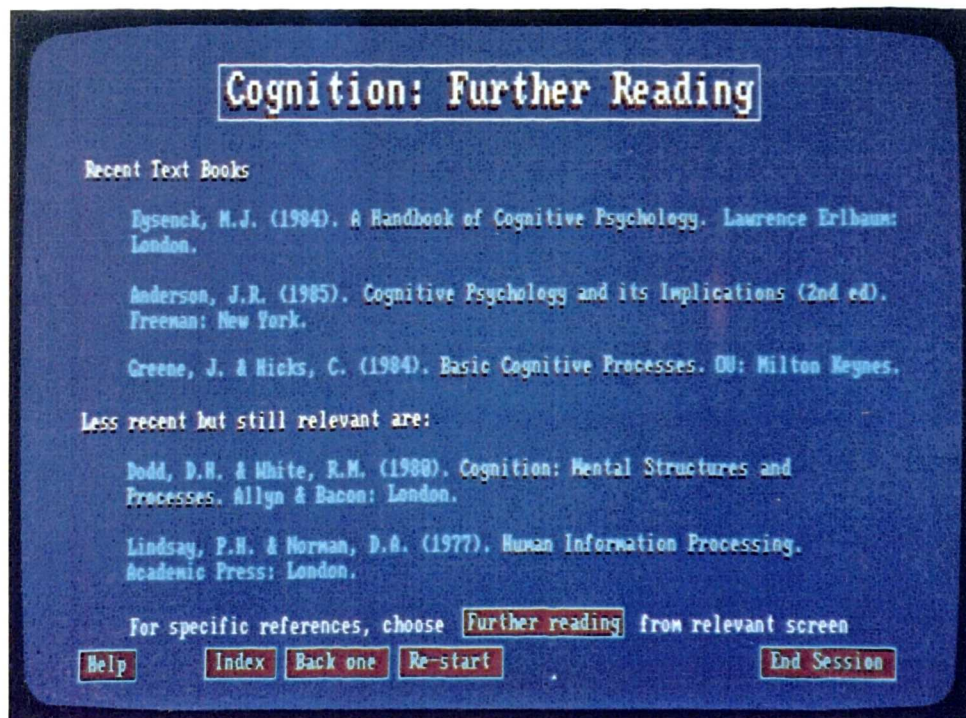 Cognition: Further Reading
Recent Text Books
Eysenck, M.J. (1984). A Handbook of Cognitive Psychology. Lawrence Erlbaum:
London.
Anderson, J.R. (1985). Cognitive Psychology and its Implications (2nd ed).
Freeman: New York.
Greene, J. & Hicks, C. (1984). Basic Cognitive Processes. OU: Milton Keynes.
Less recent but still relevant are:
Dodd, D.H. & White, R.M. (1980). Cognition: Mental Structures and
Processes. Allyn & Bacon: London.
Lindsay, P.H. & Norman, D.A. (1977). Human Information Processing.
Academic Press: London.
For specific references, choose Further reading from relevant screen
Help Index Back one Re-start End Session